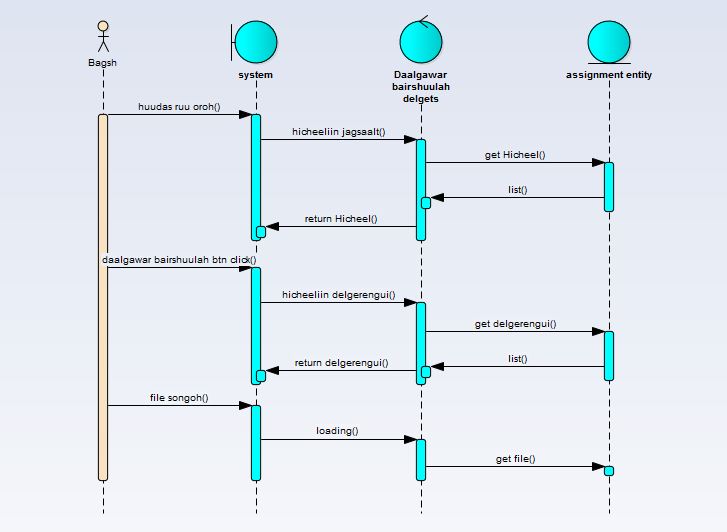 Bagsh
system
Daalgawar
bairshuulah
delgets
assignment entity
huudas ruu oroh()
hicheeliin jagsaalt()
get Hicheel()
list()
return Hicheel()
daalgawar bairshuulah btn click()
hicheeliin delgerengui()
get delgerengui()
list()
return delgerengui()
file songoh()
loading()
get file()